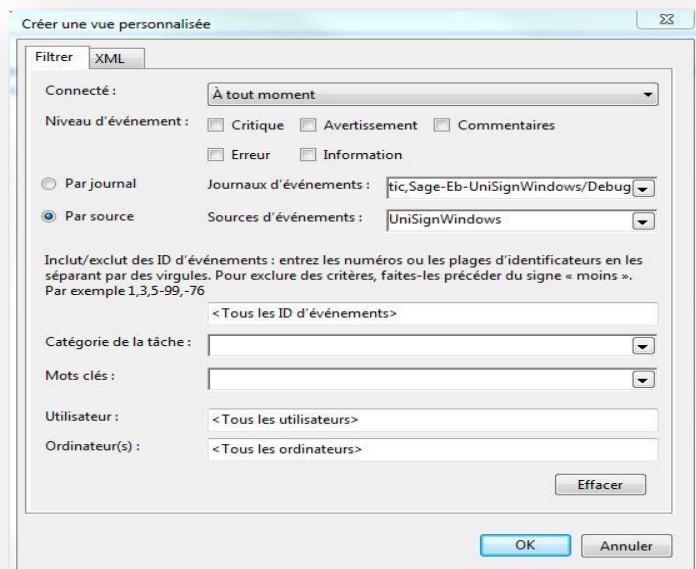 Créer une vue personnalisée
Filtrer XML
Connecté : À tout moment
Niveau d'événement : Critique Avertissement Commentaires
Erreur Information
Par journal Journaux d'événements : tic,Sage-Eb-UniSignWindows/Debug
Par source Sources d'événements : UniSignWindows
Inclut/exclut des ID d'événements : entrez les numéros ou les plages d'identificateurs en les
séparant par des virgules. Pour exclure des critères, faites-les précéder du signe « moins ».
Par exemple 1,3,5-99,-76
<Tous les ID d'événements>
Catégorie de la tâche :
Mots clés :
Utilisateur : <Tous les utilisateurs>
Ordinateur(s) : <Tous les ordinateurs>
Effacer
OK Annuler